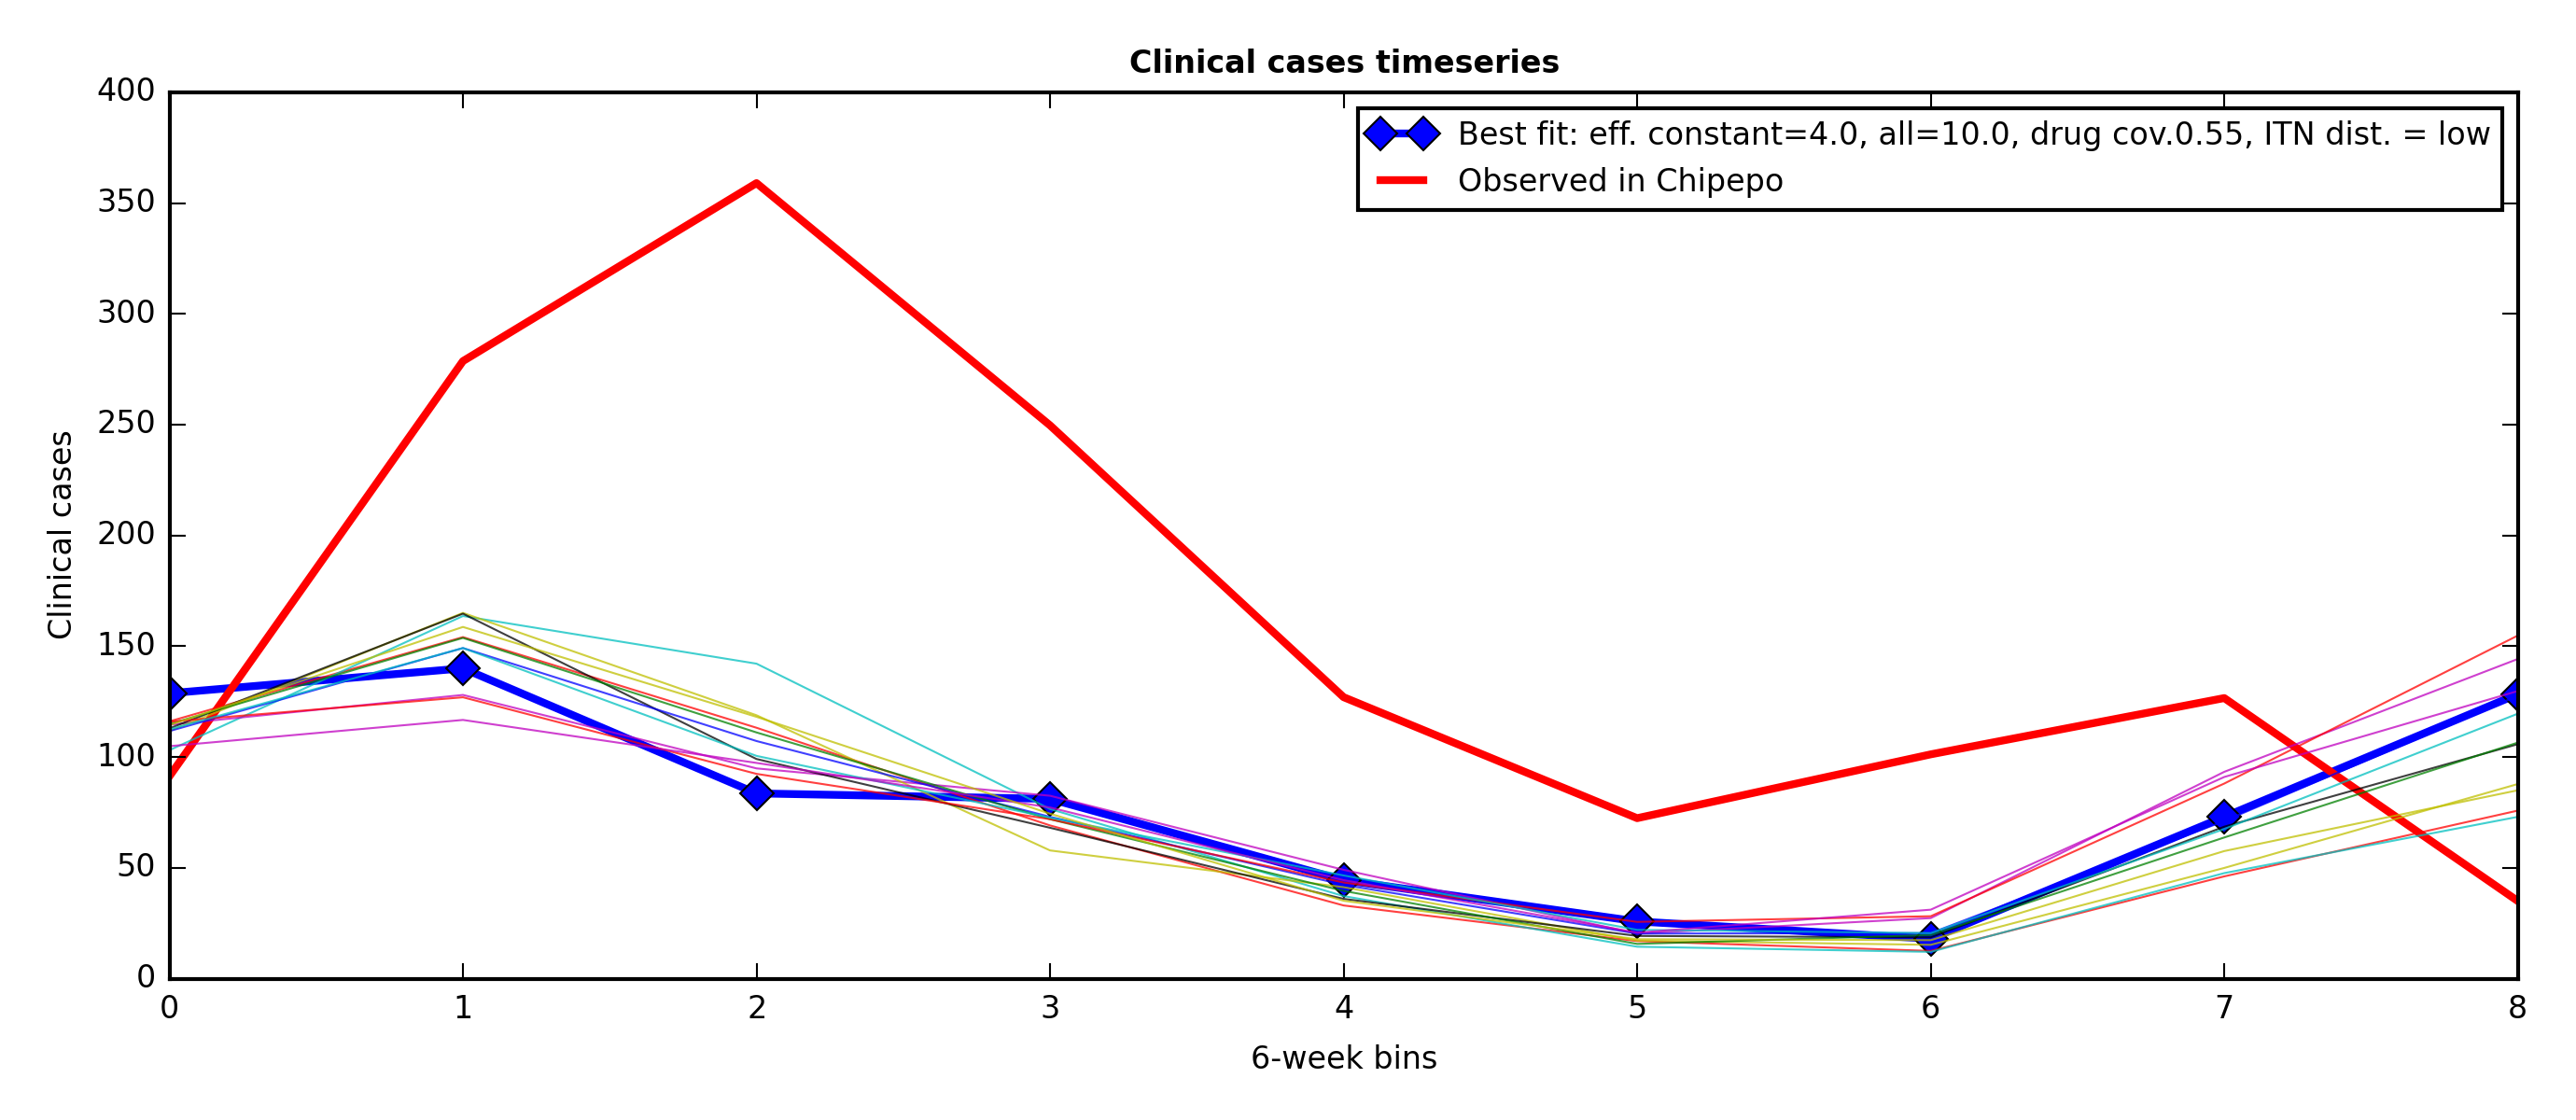 Clinical cases timeseries
400
350
300
250
200
150
100
50
0
Clinical cases
Best fit: eff. constant=4.0, all=10.0, drug cov.0.55, ITN dist. = low
Observed in Chipepo
0 1 2 3 4 5 6 7 8
6-week bins